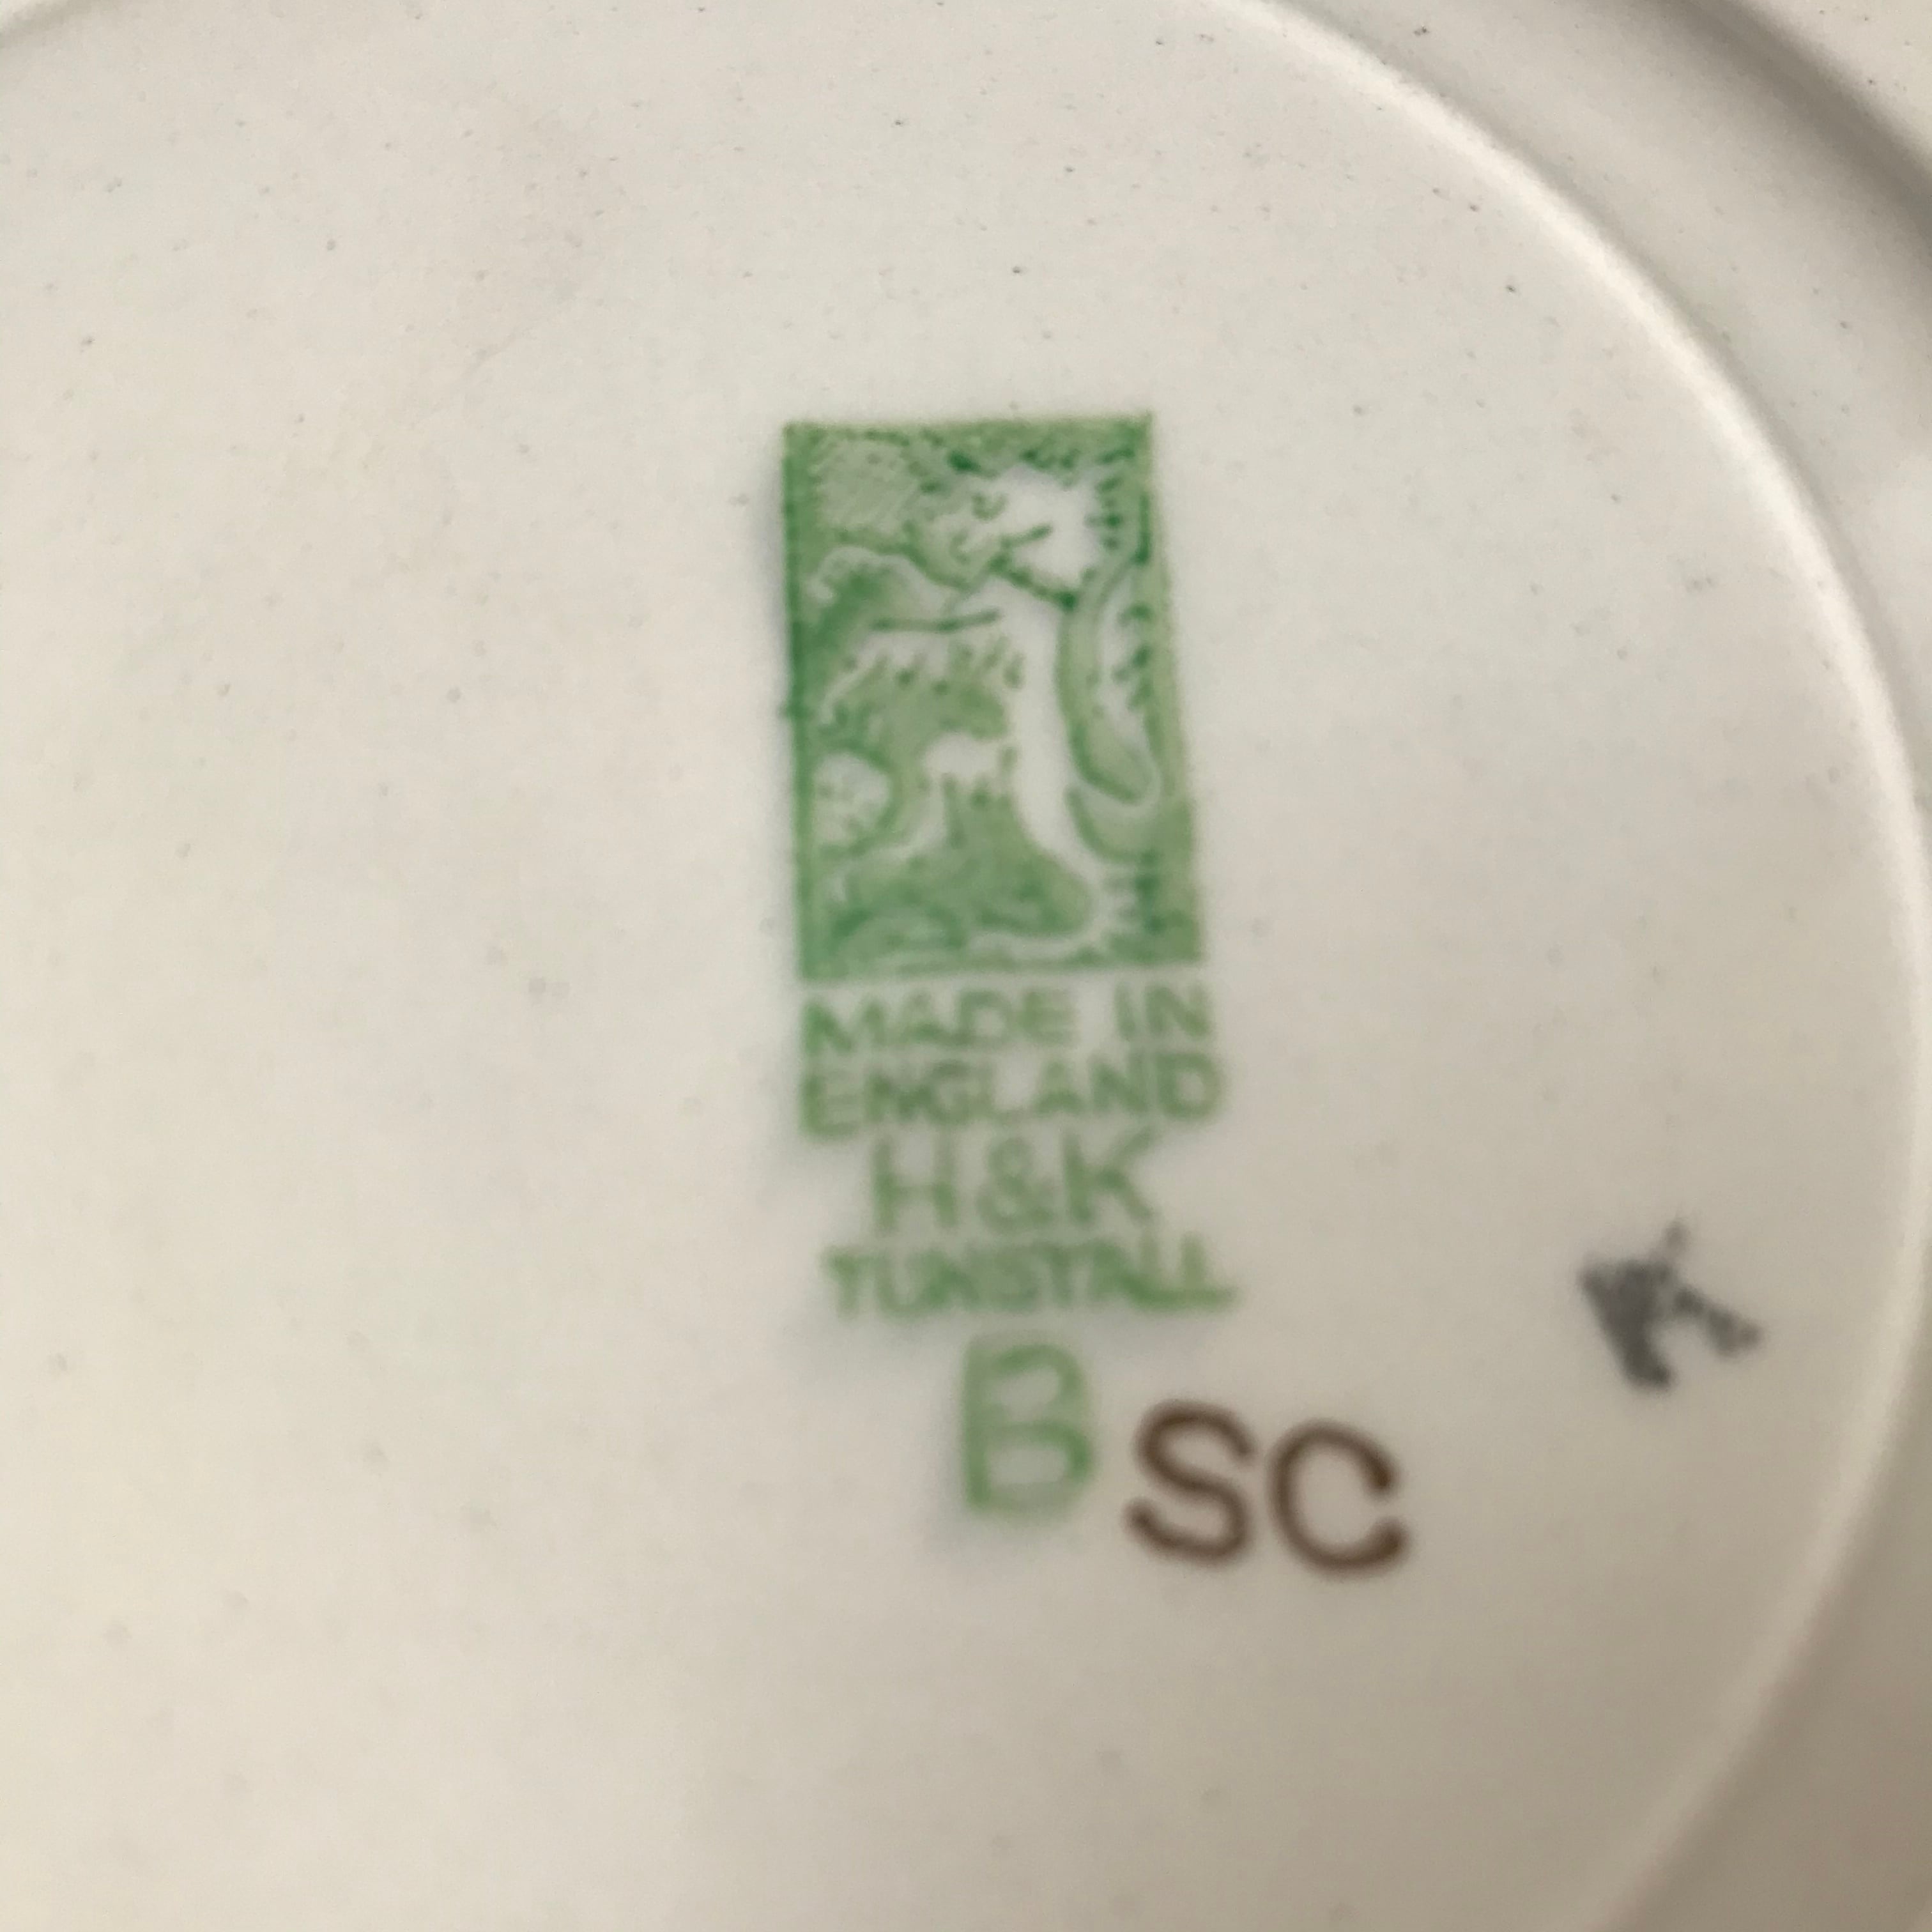 MADE IN
ENGLAND
H&K
TUNSTALL
B SC
K